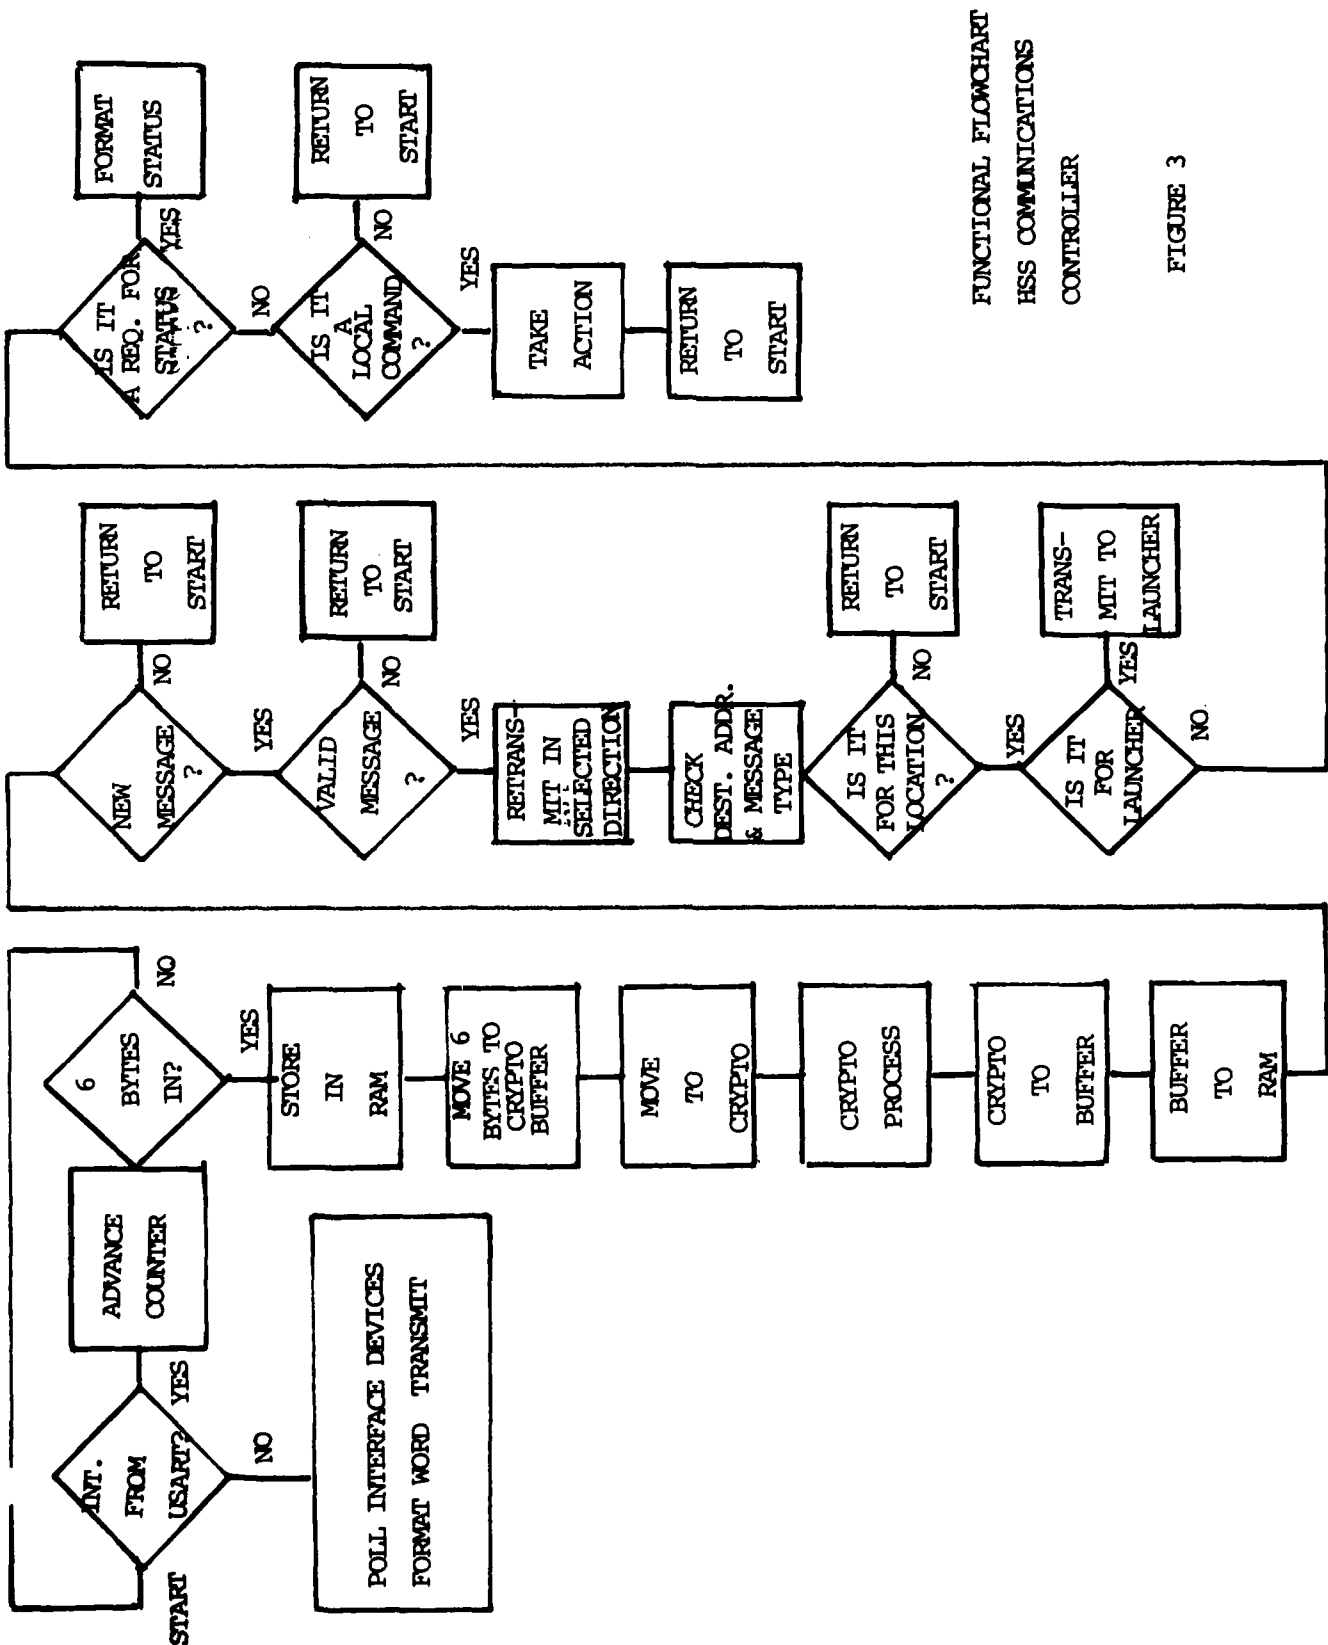 START
INT.
FROM
USART?
YES
NO
ADVANCE
COUNTER
POLL INTERFACE DEVICES
FORMAT WORD TRANSMIT
6
BYTES
IN?
NO
YES
STORE
IN
RAM
MOVE 6
BYTES TO
CRYPTO
BUFFER
MOVE
TO
CRYPTO
CRYPTO
PROCESS
CRYPTO
TO
BUFFER
BUFFER
TO
RAM
NEW
MESSAGE
?
NO
RETURN
TO
START
YES
VALID
MESSAGE
?
NO
RETURN
TO
START
YES
RETRANS-
MIT IN
SELECTED
DIRECTION
CHECK
DEST. ADDR.
& MESSAGE
TYPE
IS IT
FOR THIS
LOCATION
?
NO
RETURN
TO
START
YES
IS IT
FOR
LAUNCHER
YES
TRANS-
MIT TO
LAUNCHER
NO
IS IT
A REQ. FOR
STATUS
?
YES
FORMAT
STATUS
NO
IS IT
A
LOCAL
COMMAND
?
NO
RETURN
TO
START
YES
TAKE
ACTION
RETURN
TO
START
FUNCTIONAL FLOWCHART
HSS COMMUNICATIONS
CONTROLLER
FIGURE 3